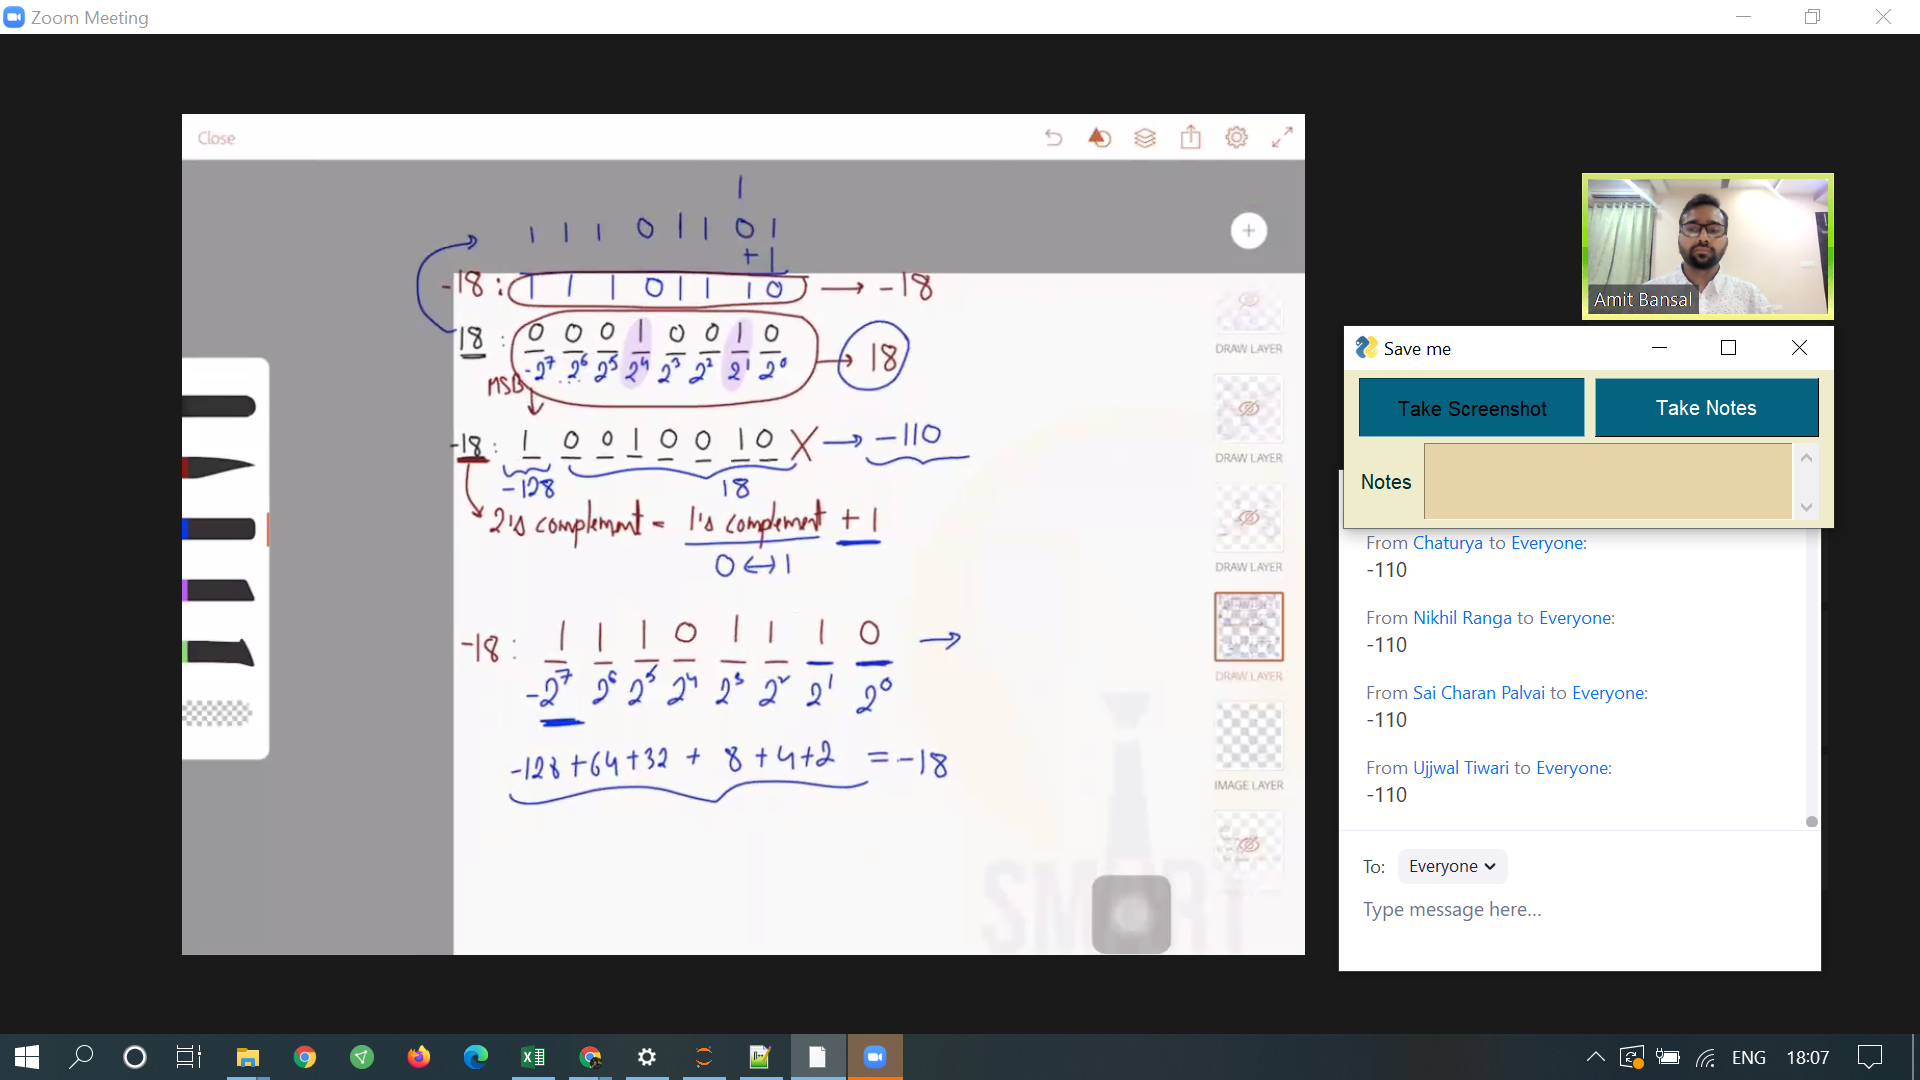 Zoom Meeting
Close
1
1 1 1 0 1 1 0 1
+ 1
-18 : 1 1 1 0 1 1 1 0 → -18
18 : 0 0 0 1 0 0 1 0 → 18
-2⁷ 2⁶ 2⁵ 2⁴ 2³ 2² 2¹ 2⁰
MSB
-18 : 1 0 0 1 0 0 1 0 X → -110
-128 18
2's complement = 1's complement + 1
0 ↔ 1
-18 : 1 1 1 0 1 1 1 0 →
-2⁷ 2⁶ 2⁵ 2⁴ 2³ 2² 2¹ 2⁰
-128 + 64 + 32 + 8 + 4 + 2 = -18
DRAW LAYER
DRAW LAYER
DRAW LAYER
DRAW LAYER
IMAGE LAYER
SMART
Amit Bansal
Save me
Take Screenshot
Take Notes
Notes
From Chaturya to Everyone:
-110
From Nikhil Ranga to Everyone:
-110
From Sai Charan Palvai to Everyone:
-110
From Ujjwal Tiwari to Everyone:
-110
To: Everyone
Type message here...
ENG 18:07